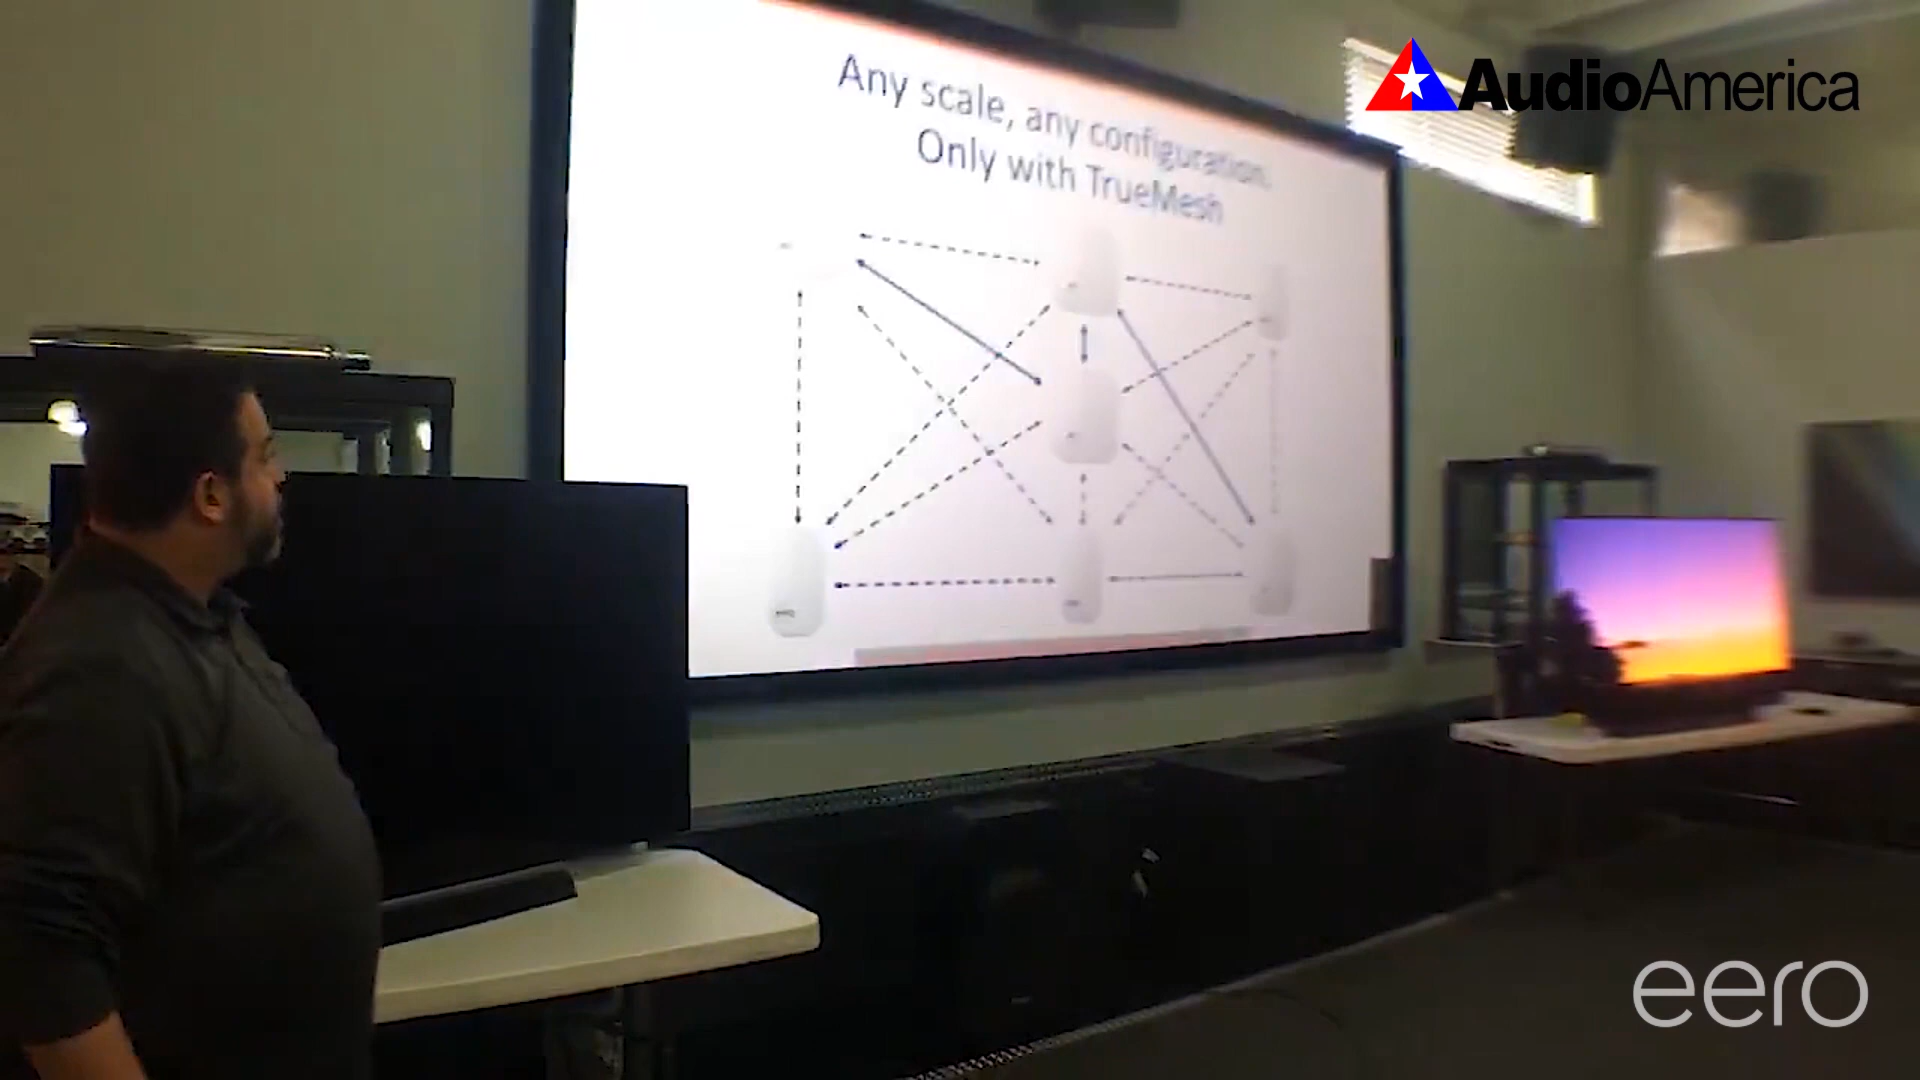 Any scale, any configuration.
Only with TrueMesh
AudioAmerica
eero